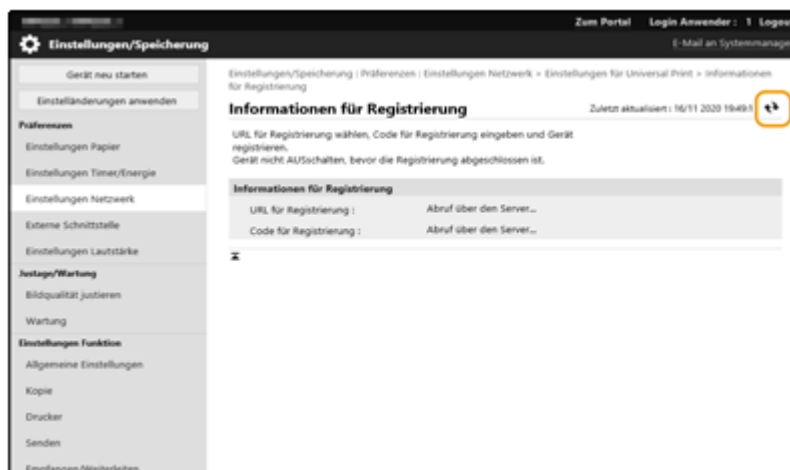 Zum Portal Login Anwender : 1 Logou
Einstellungen/Speicherung
E-Mail an Systemmanage
Gerät neu starten
Einstelländerungen anwenden
Präferenzen
Einstellungen Papier
Einstellungen Timer/Energie
Einstellungen Netzwerk
Externe Schnittstelle
Einstellungen Lautstärke
Justage/Wartung
Bildqualität justieren
Wartung
Einstellungen Funktion
Allgemeine Einstellungen
Kopie
Drucker
Senden
Empfangen/Weiterleiten
Einstellungen/Speicherung : Präferenzen : Einstellungen Netzwerk > Einstellungen für Universal Print > Informationen
für Registrierung
Informationen für Registrierung
Zuletzt aktualisiert : 16/11 2020 19:49:1
URL für Registrierung wählen, Code für Registrierung eingeben und Gerät
registrieren.
Gerät nicht AUSschalten, bevor die Registrierung abgeschlossen ist.
Informationen für Registrierung
URL für Registrierung : Abruf über den Server...
Code für Registrierung : Abruf über den Server...